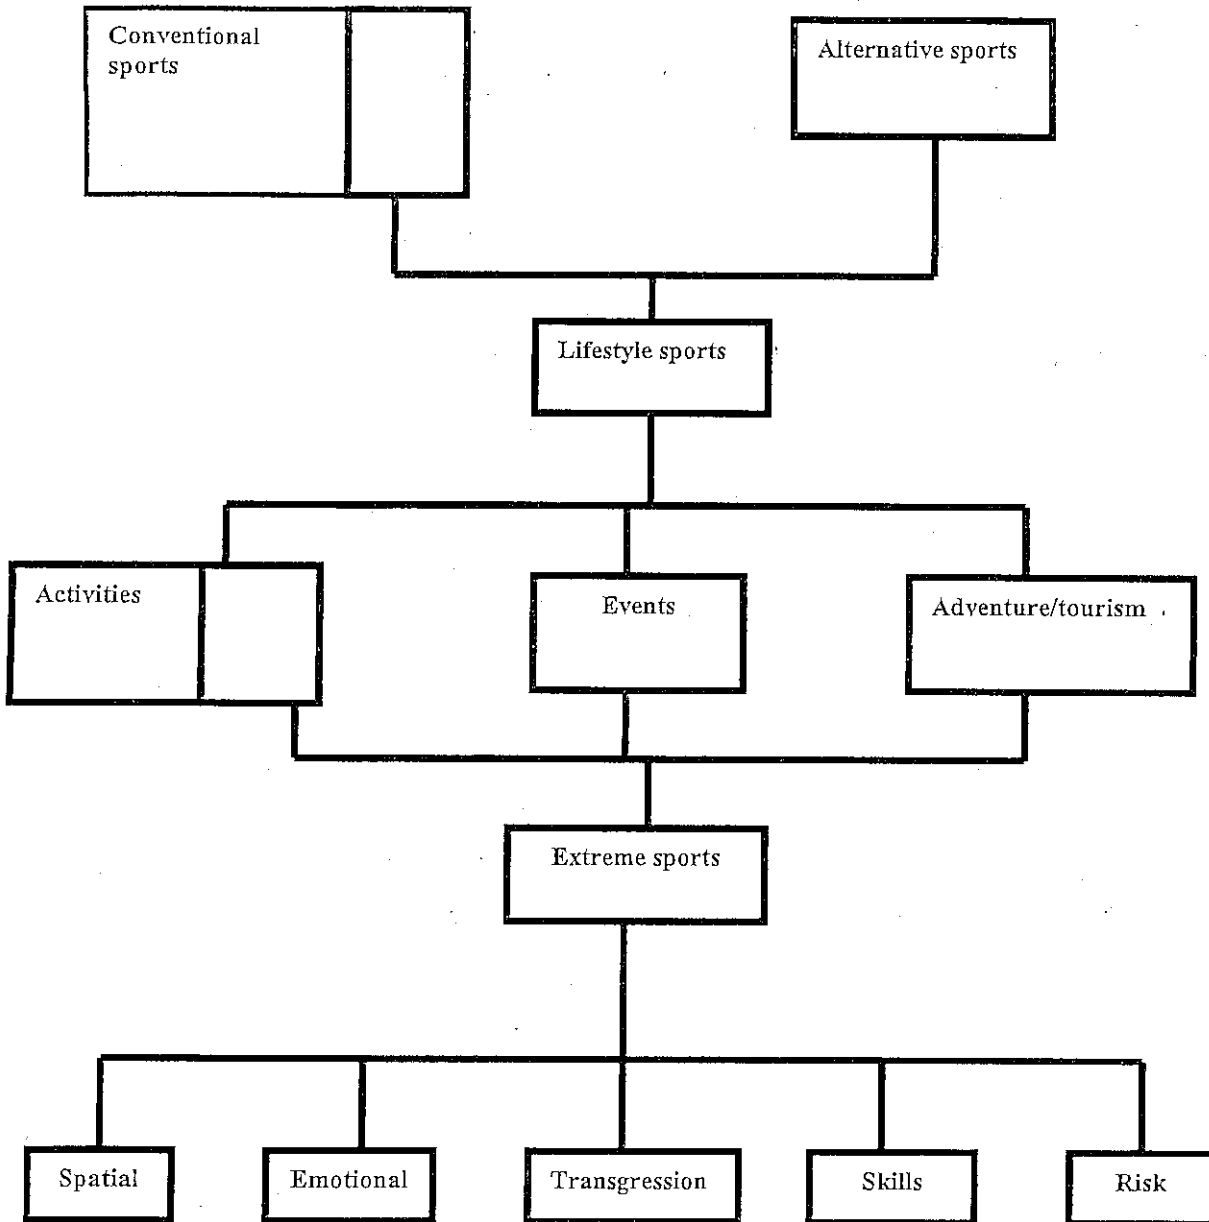 Conventional
sports
Alternative sports
Lifestyle sports
Activities
Events
Adventure/tourism
Extreme sports
Spatial
Emotional
Transgression
Skills
Risk